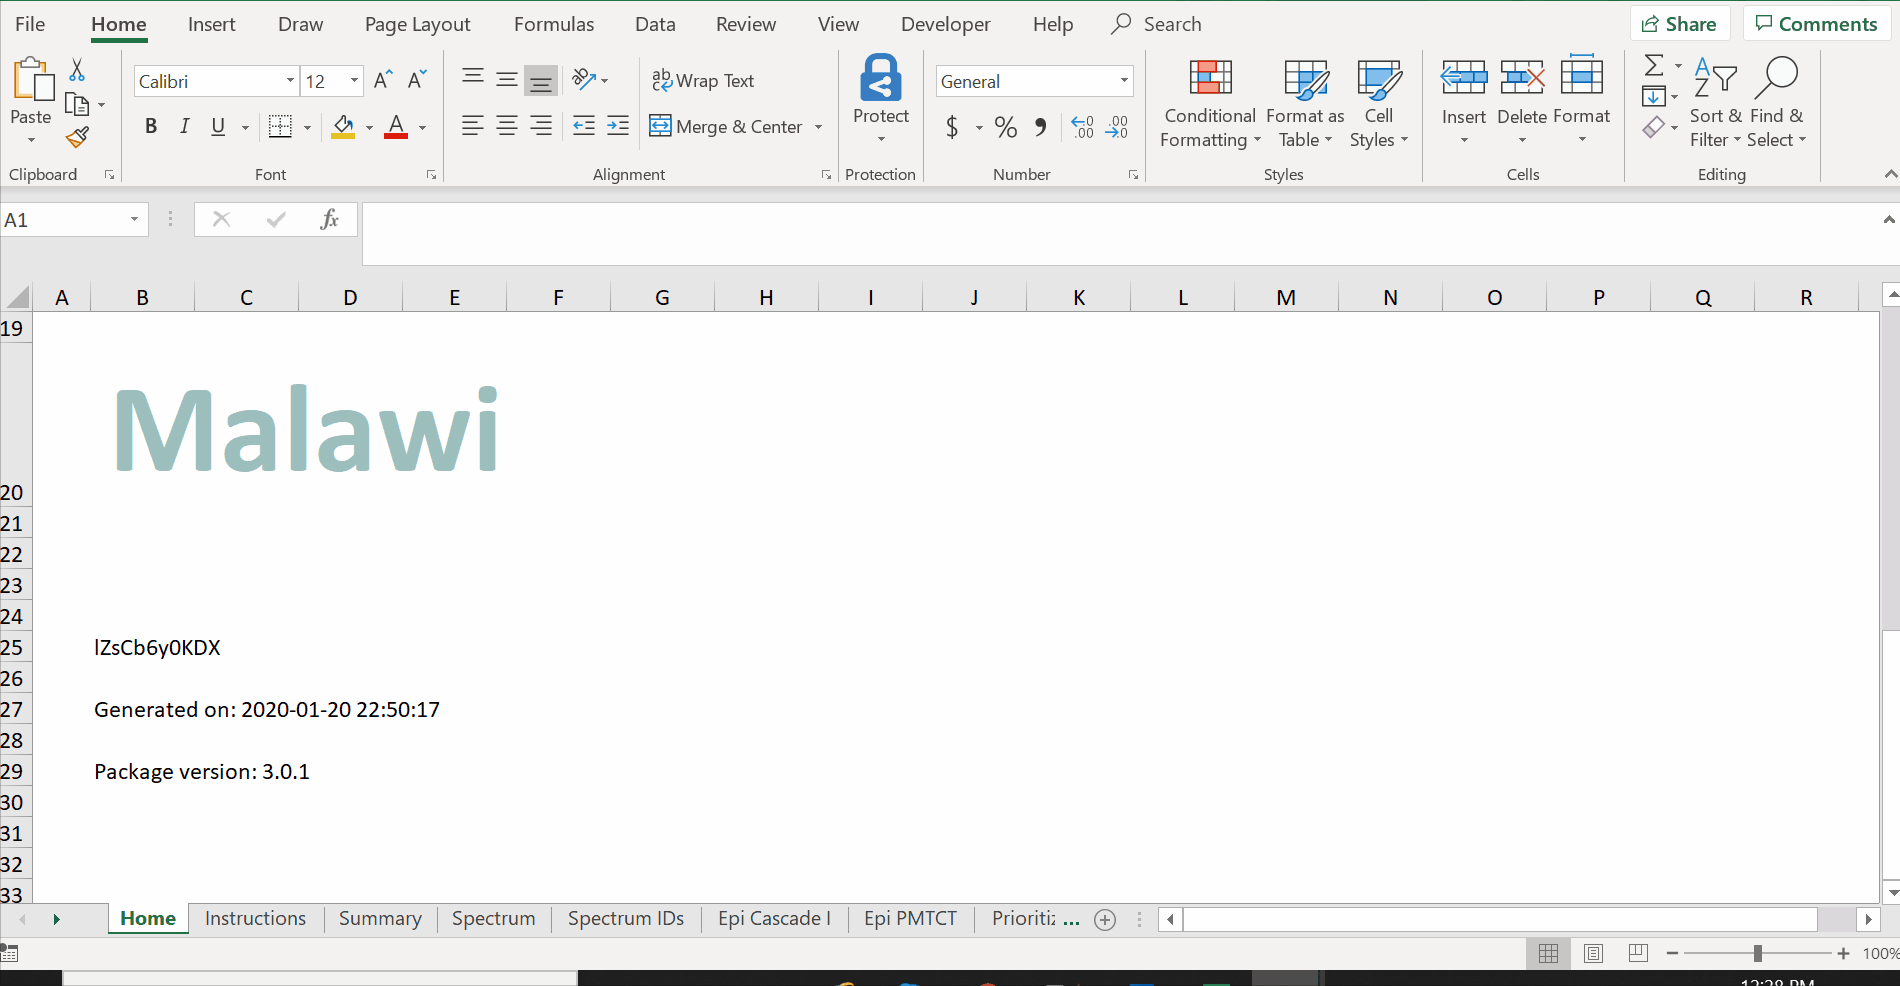 File Home Insert Draw Page Layout Formulas Data Review View Developer Help Search Share Comments
Calibri 12 Wrap Text General
Paste B I U Merge & Center Protect $ % Conditional Formatting Format as Table Cell Styles Insert Delete Format Sort & Filter Find & Select
Clipboard Font Alignment Protection Number Styles Cells Editing
A1 fx
A B C D E F G H I J K L M N O P Q R
19
Malawi
20
21
22
23
24
25 lZsCb6y0KDX
26
27 Generated on: 2020-01-20 22:50:17
28
29 Package version: 3.0.1
30
31
32
33
Home Instructions Summary Spectrum Spectrum IDs Epi Cascade I Epi PMTCT Prioritiz ...
100%
12:28 PM